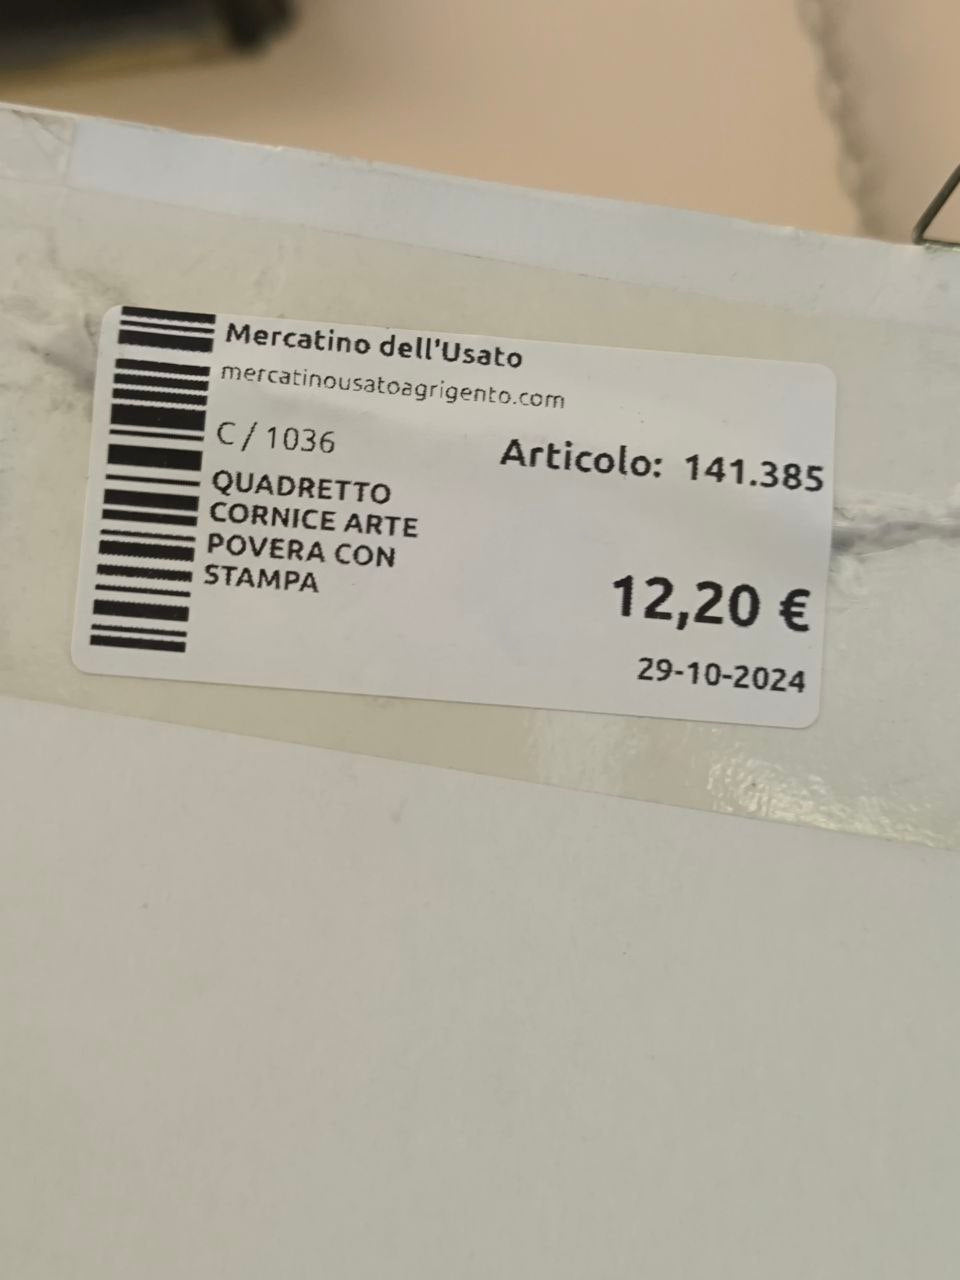 Mercatino dell'Usato
mercatinousatoagrigento.com
C / 1036
Articolo: 141.385
QUADRETTO
CORNICE ARTE
POVERA CON
STAMPA
12,20 €
29-10-2024